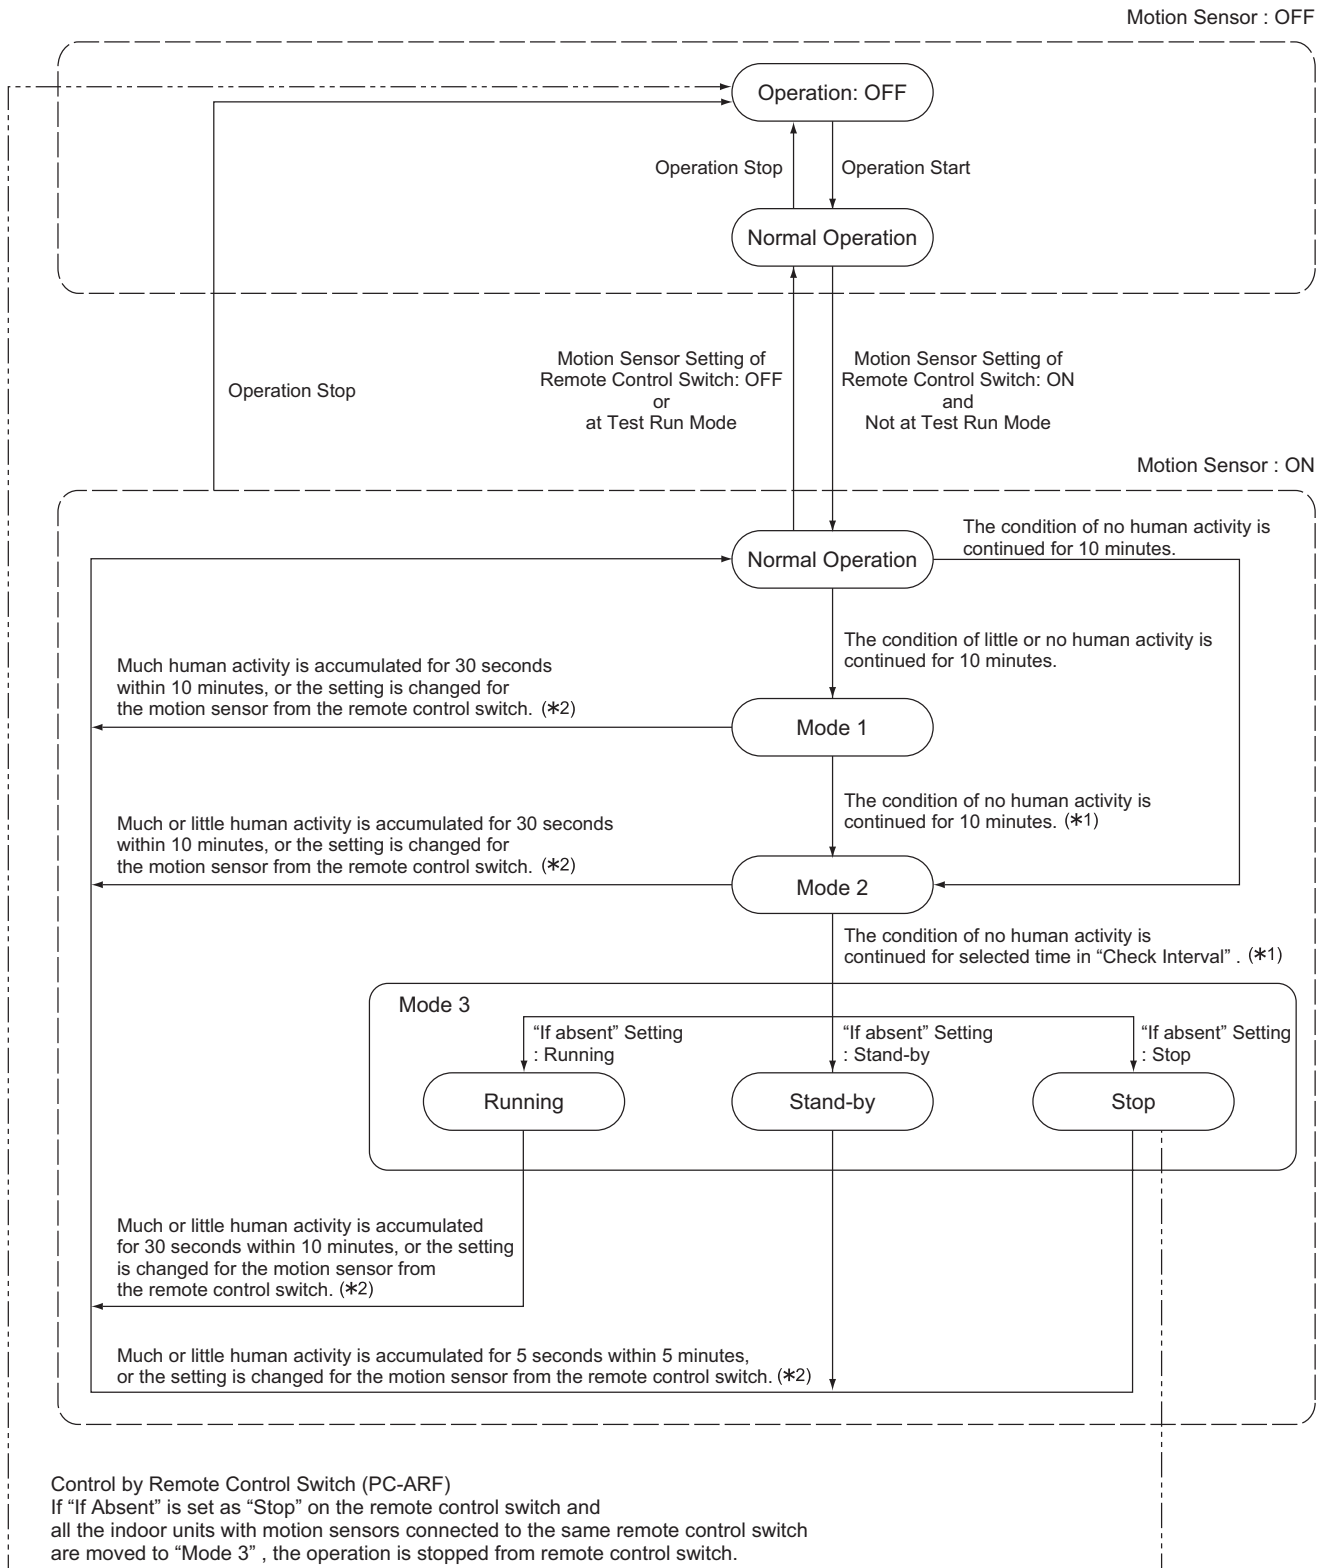 Motion Sensor : OFF
Operation: OFF
Operation Stop
Operation Start
Normal Operation
Motion Sensor Setting of
Remote Control Switch: OFF
or
at Test Run Mode
Motion Sensor Setting of
Remote Control Switch: ON
and
Not at Test Run Mode
Operation Stop
Motion Sensor : ON
Normal Operation
The condition of no human activity is
continued for 10 minutes.
The condition of little or no human activity is
continued for 10 minutes.
Much human activity is accumulated for 30 seconds
within 10 minutes, or the setting is changed for
the motion sensor from the remote control switch. (*2)
Mode 1
The condition of no human activity is
continued for 10 minutes. (*1)
Much or little human activity is accumulated for 30 seconds
within 10 minutes, or the setting is changed for
the motion sensor from the remote control switch. (*2)
Mode 2
The condition of no human activity is
continued for selected time in “Check Interval” . (*1)
Mode 3
“If absent” Setting
: Running
“If absent” Setting
: Stand-by
“If absent” Setting
: Stop
Running
Stand-by
Stop
Much or little human activity is accumulated
for 30 seconds within 10 minutes, or the setting
is changed for the motion sensor from
the remote control switch. (*2)
Much or little human activity is accumulated for 5 seconds within 5 minutes,
or the setting is changed for the motion sensor from the remote control switch. (*2)
Control by Remote Control Switch (PC-ARF)
If “If Absent” is set as “Stop” on the remote control switch and
all the indoor units with motion sensors connected to the same remote control switch
are moved to “Mode 3” , the operation is stopped from remote control switch.